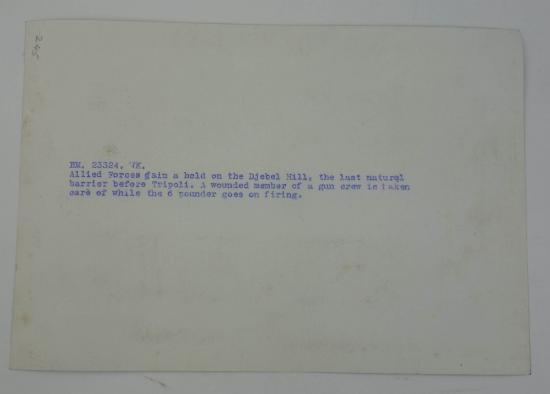 245
BM. 23324. WK.
Allied Forces gain a hold on the Djebel Hill, the last natural
barrier before Tripoli. A wounded member of a gun crew is taken
care of while the 6 pounder goes on firing.